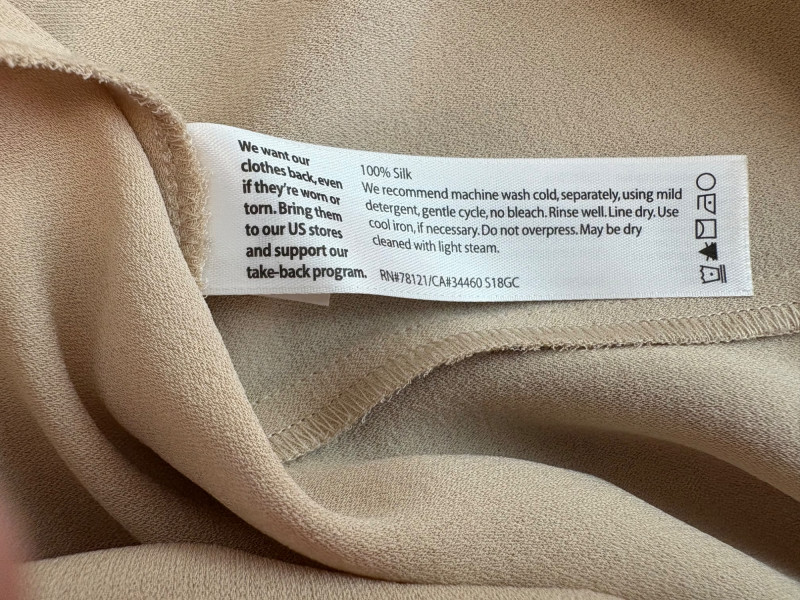 We want our
clothes back, even
if they're worn or
torn. Bring them
to our US stores
and support our
take-back program.
100% Silk
We recommend machine wash cold, separately, using mild
detergent, gentle cycle, no bleach. Rinse well. Line dry. Use
cool iron, if necessary. Do not overpress. May be dry
cleaned with light steam.
RN#78121/CA#34460 S18GC